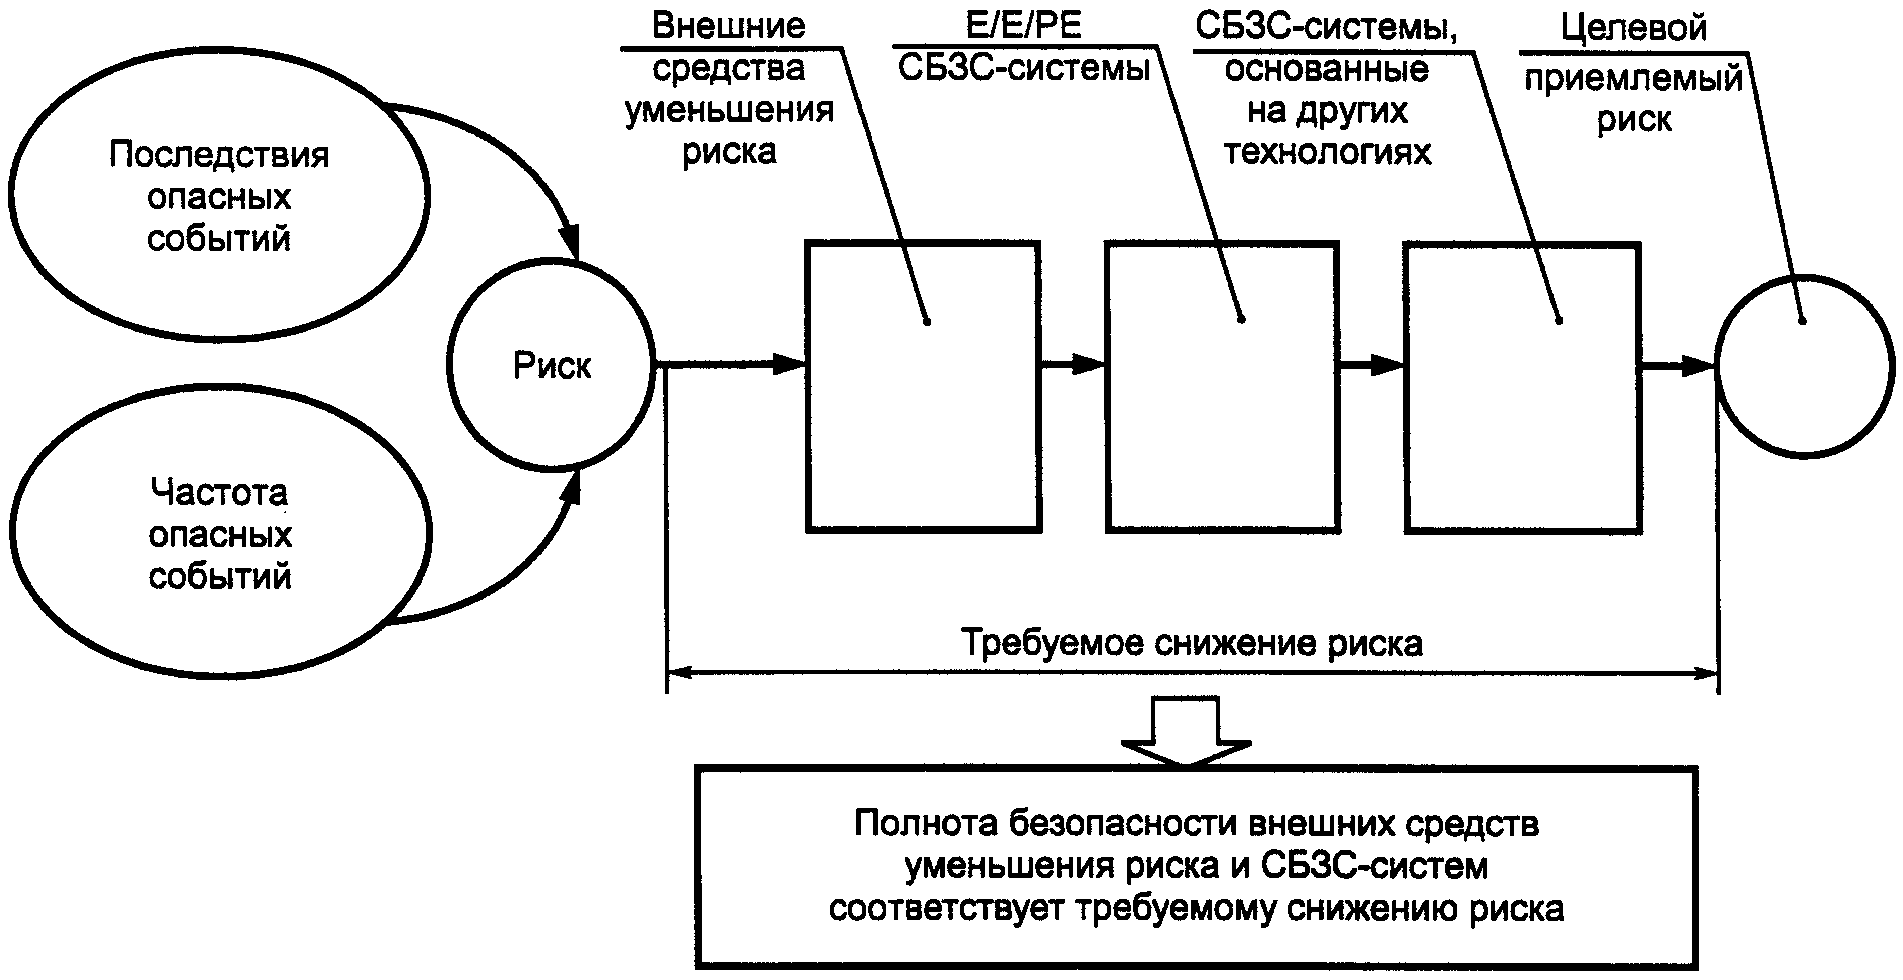 Внешние
средства
уменьшения
риска
E/E/PE
СБЗС-системы
СБЗС-системы,
основанные
на других
технологиях
Целевой
приемлемый
риск
Последствия
опасных
событий
Риск
Частота
опасных
событий
Требуемое снижение риска
Полнота безопасности внешних средств
уменьшения риска и СБЗС-систем
соответствует требуемому снижению риска